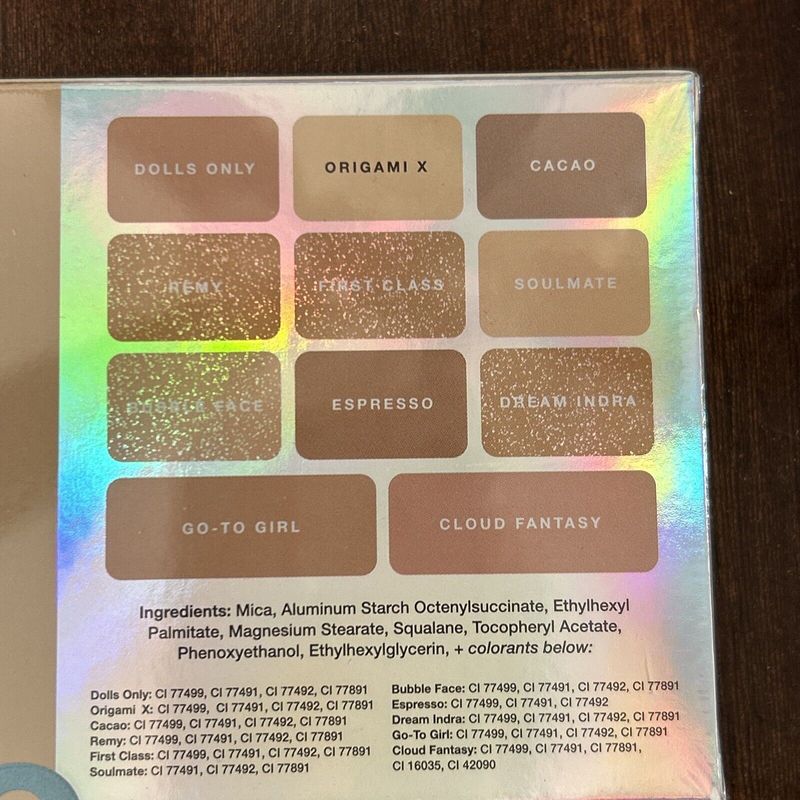 DOLLS ONLY
ORIGAMI X
CACAO
REMY
FIRST CLASS
SOULMATE
BUBBLE FACE
ESPRESSO
DREAM INDRA
GO-TO GIRL
CLOUD FANTASY
Ingredients: Mica, Aluminum Starch Octenylsuccinate, Ethylhexyl
Palmitate, Magnesium Stearate, Squalane, Tocopheryl Acetate,
Phenoxyethanol, Ethylhexylglycerin, + colorants below:
Dolls Only: CI 77499, CI 77491, CI 77492, CI 77891
Origami X: CI 77499, CI 77491, CI 77492, CI 77891
Cacao: CI 77499, CI 77491, CI 77492, CI 77891
Remy: CI 77499, CI 77491, CI 77492, CI 77891
First Class: CI 77499, CI 77491, CI 77492, CI 77891
Soulmate: CI 77491, CI 77492, CI 77891
Bubble Face: CI 77499, CI 77491, CI 77492, CI 77891
Espresso: CI 77499, CI 77491, CI 77492
Dream Indra: CI 77499, CI 77491, CI 77492, CI 77891
Go-To Girl: CI 77499, CI 77491, CI 77492, CI 77891
Cloud Fantasy: CI 77499, CI 77491, CI 77891,
CI 16035, CI 42090